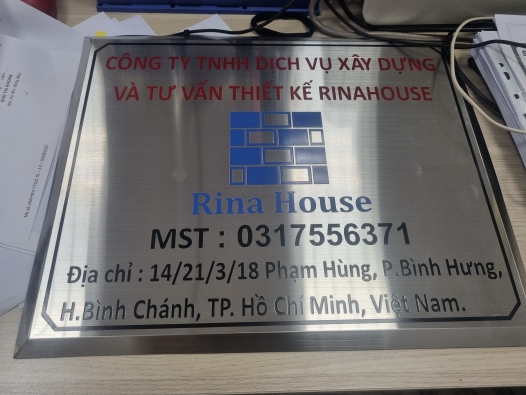 CÔNG TY TNHH DỊCH VỤ XÂY DỰNG
VÀ TƯ VẤN THIẾT KẾ RINAHOUSE
Rina House
MST : 0317556371
Địa chỉ : 14/21/3/18 Phạm Hùng, P.Bình Hưng,
H.Bình Chánh, TP. Hồ Chí Minh, Việt Nam.